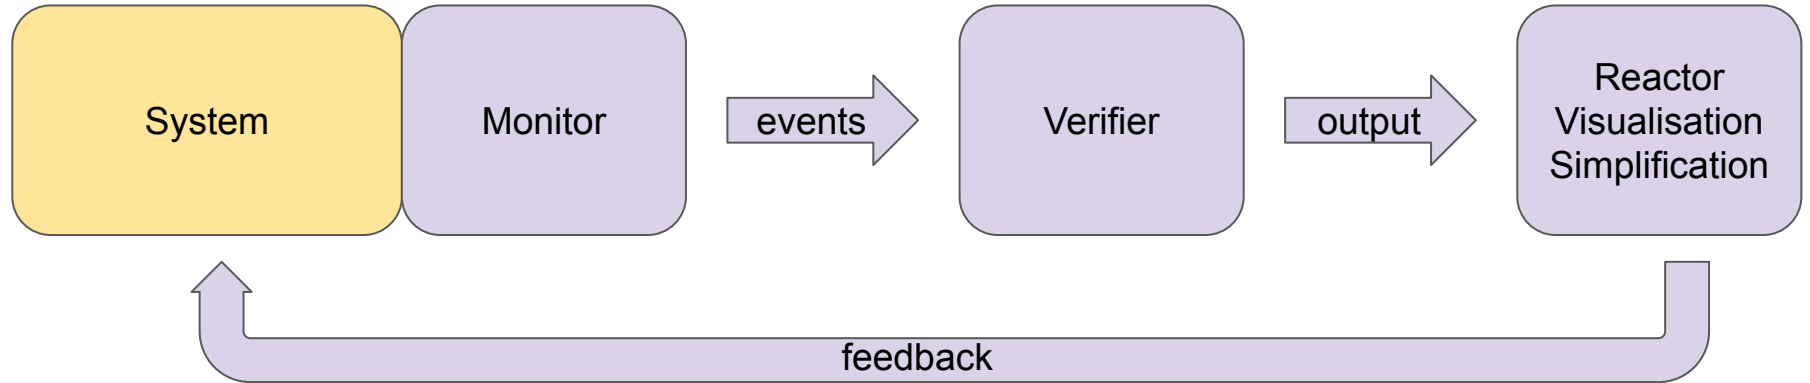 System
Monitor
events
Verifier
output
Reactor
Visualisation
Simplification
feedback